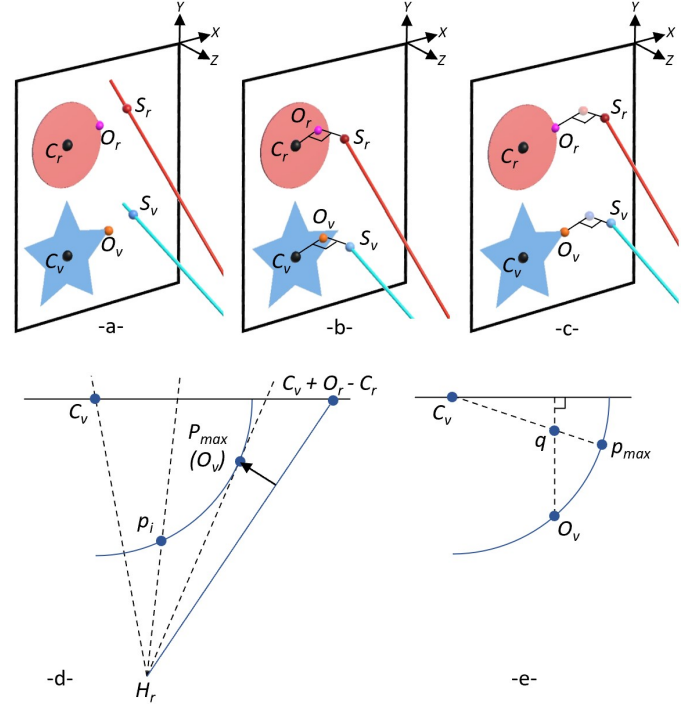 Y
X
Z
S_r
O_r
C_r
S_v
O_v
C_v
-a-
Y
X
Z
O_r
S_r
C_r
O_v
S_v
C_v
-b-
Y
X
Z
S_r
O_r
C_r
S_v
O_v
C_v
-c-
C_v + O_r - C_r
C_v
P_max
(O_v)
p_i
-d-
H_r
C_v
q
p_max
O_v
-e-